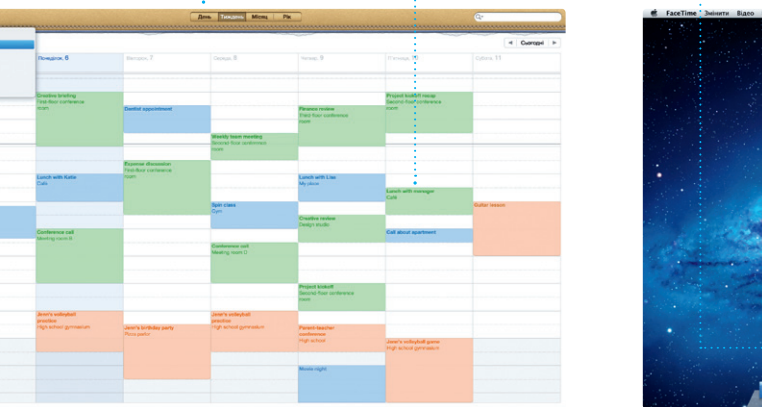 День Тиждень Місяць Рік
FaceTime Змінити Відео
Сьогодні
Понеділок, 6
Вівторок, 7
Середа, 8
Четвер, 9
П'ятниця, 10
Субота, 11
Creative briefing
First-floor conference
room
Dentist appointment
Finance review
Third-floor conference
room
Project kickoff recap
Second-floor conference
room
Weekly team meeting
Second-floor conference
room
Expense discussion
First-floor conference
room
Lunch with Katie
Cafe
Lunch with Lisa
My place
Lunch with manager
Café
Spin class
Gym
Guitar lesson
Creative review
Design studio
Conference call
Meeting room B
Call about apartment
Conference call
Meeting room D
Project kickoff
Second-floor conference
room
Jenn's volleyball
practice
High school gymnasium
Jenn's volleyball
practice
High school gymnasium
Jenn's birthday party
Pizza parlor
Parent-teacher
conference
High school
Jenn's volleyball game
High school gymnasium
Movie night